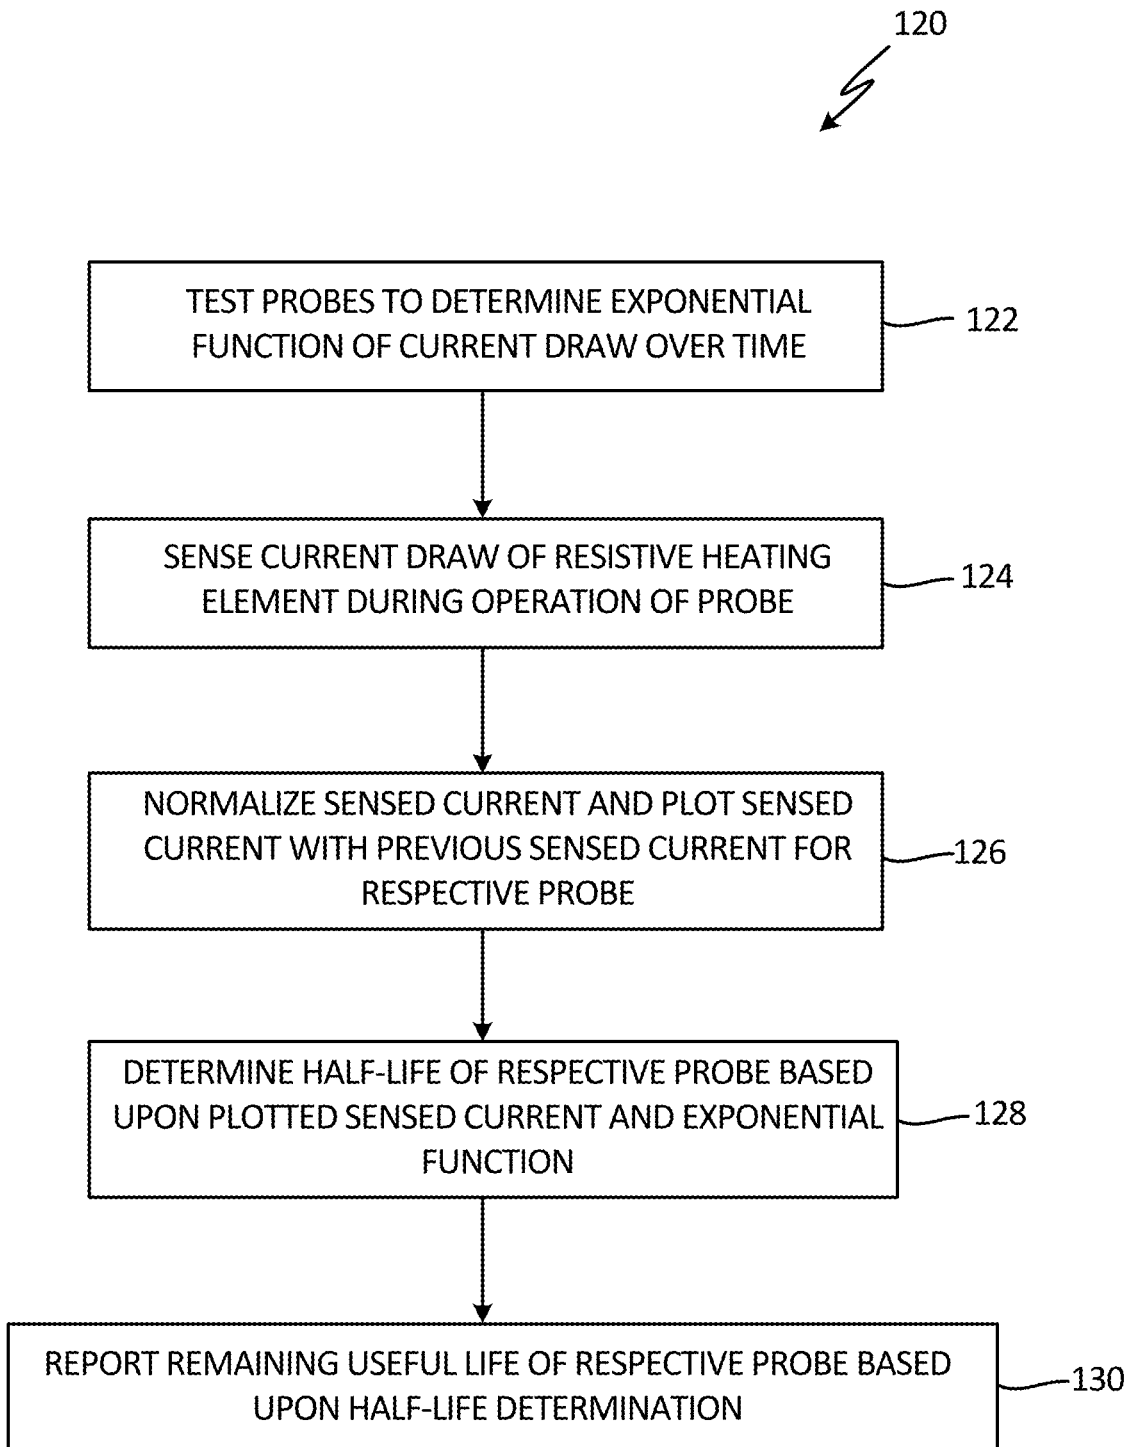 120
TEST PROBES TO DETERMINE EXPONENTIAL
FUNCTION OF CURRENT DRAW OVER TIME
122
SENSE CURRENT DRAW OF RESISTIVE HEATING
ELEMENT DURING OPERATION OF PROBE
124
NORMALIZE SENSED CURRENT AND PLOT SENSED
CURRENT WITH PREVIOUS SENSED CURRENT FOR
RESPECTIVE PROBE
126
DETERMINE HALF-LIFE OF RESPECTIVE PROBE BASED
UPON PLOTTED SENSED CURRENT AND EXPONENTIAL
FUNCTION
128
REPORT REMAINING USEFUL LIFE OF RESPECTIVE PROBE BASED
UPON HALF-LIFE DETERMINATION
130